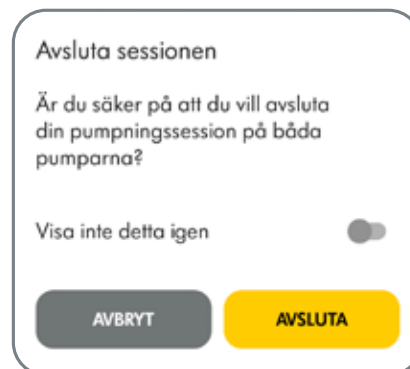 Avsluta sessionen
Är du säker på att du vill avsluta
din pumpningssession på båda
pumparna?
Visa inte detta igen
AVBRYT
AVSLUTA